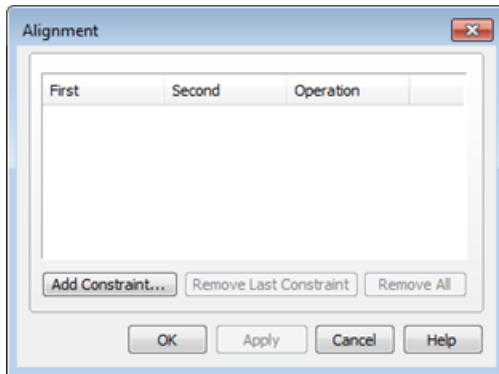 Alignment
First Second Operation
Add Constraint... Remove Last Constraint Remove All
OK Apply Cancel Help